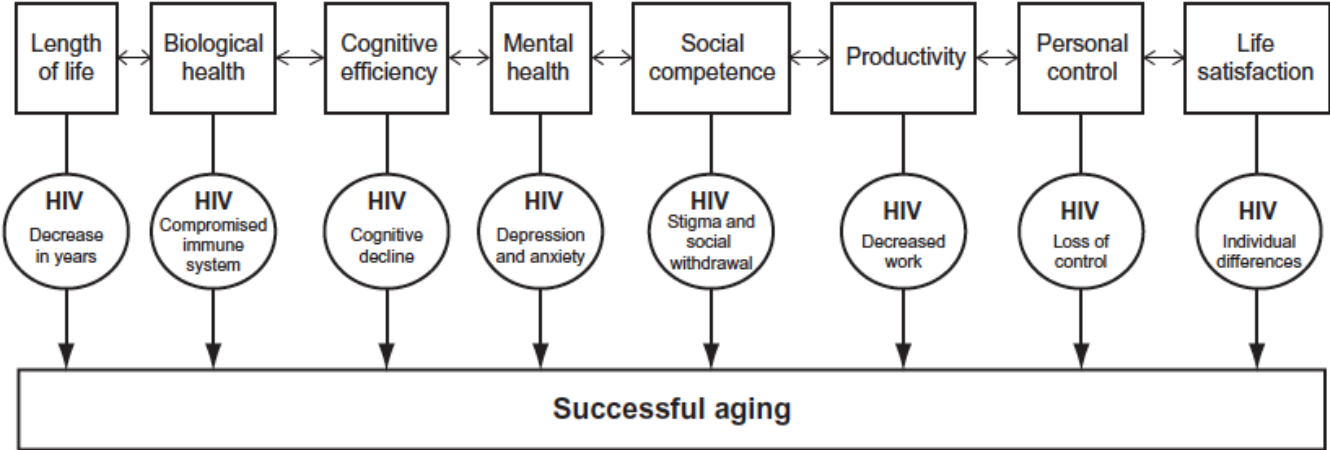 Length
of life
Biological
health
Cognitive
efficiency
Mental
health
Social
competence
Productivity
Personal
control
Life
satisfaction
HIV
Decrease
in years
HIV
Compromised
immune
system
HIV
Cognitive
decline
HIV
Depression
and anxiety
HIV
Stigma and
social
withdrawal
HIV
Decreased
work
HIV
Loss of
control
HIV
Individual
differences
Successful aging